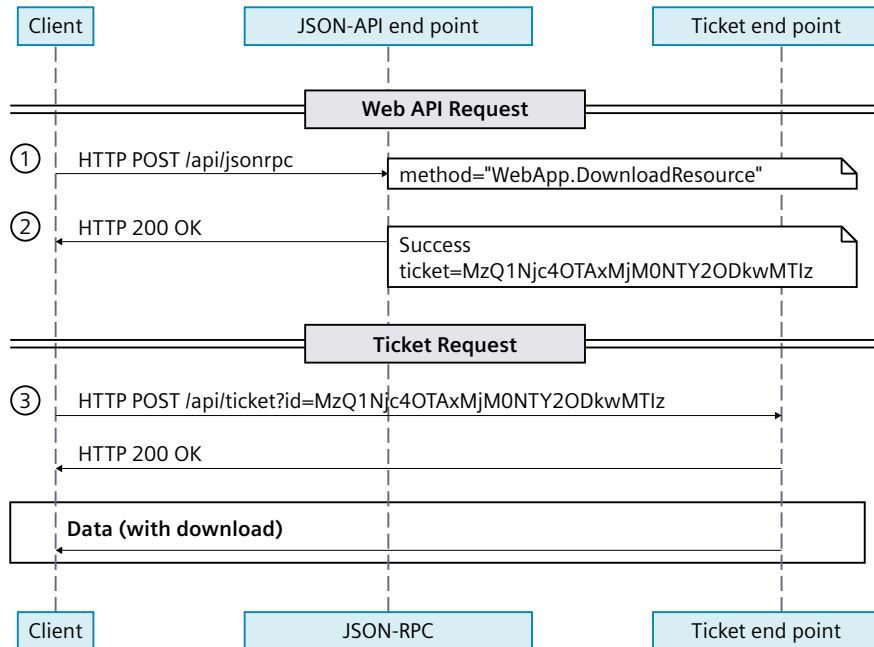 Client
JSON-API end point
Ticket end point
Web API Request
1
HTTP POST /api/jsonrpc
method="WebApp.DownloadResource"
2
HTTP 200 OK
Success
ticket=MzQ1Njc4OTAxMjM0NTY2ODkwMTIz
Ticket Request
3
HTTP POST /api/ticket?id=MzQ1Njc4OTAxMjM0NTY2ODkwMTIz
HTTP 200 OK
Data (with download)
Client
JSON-RPC
Ticket end point